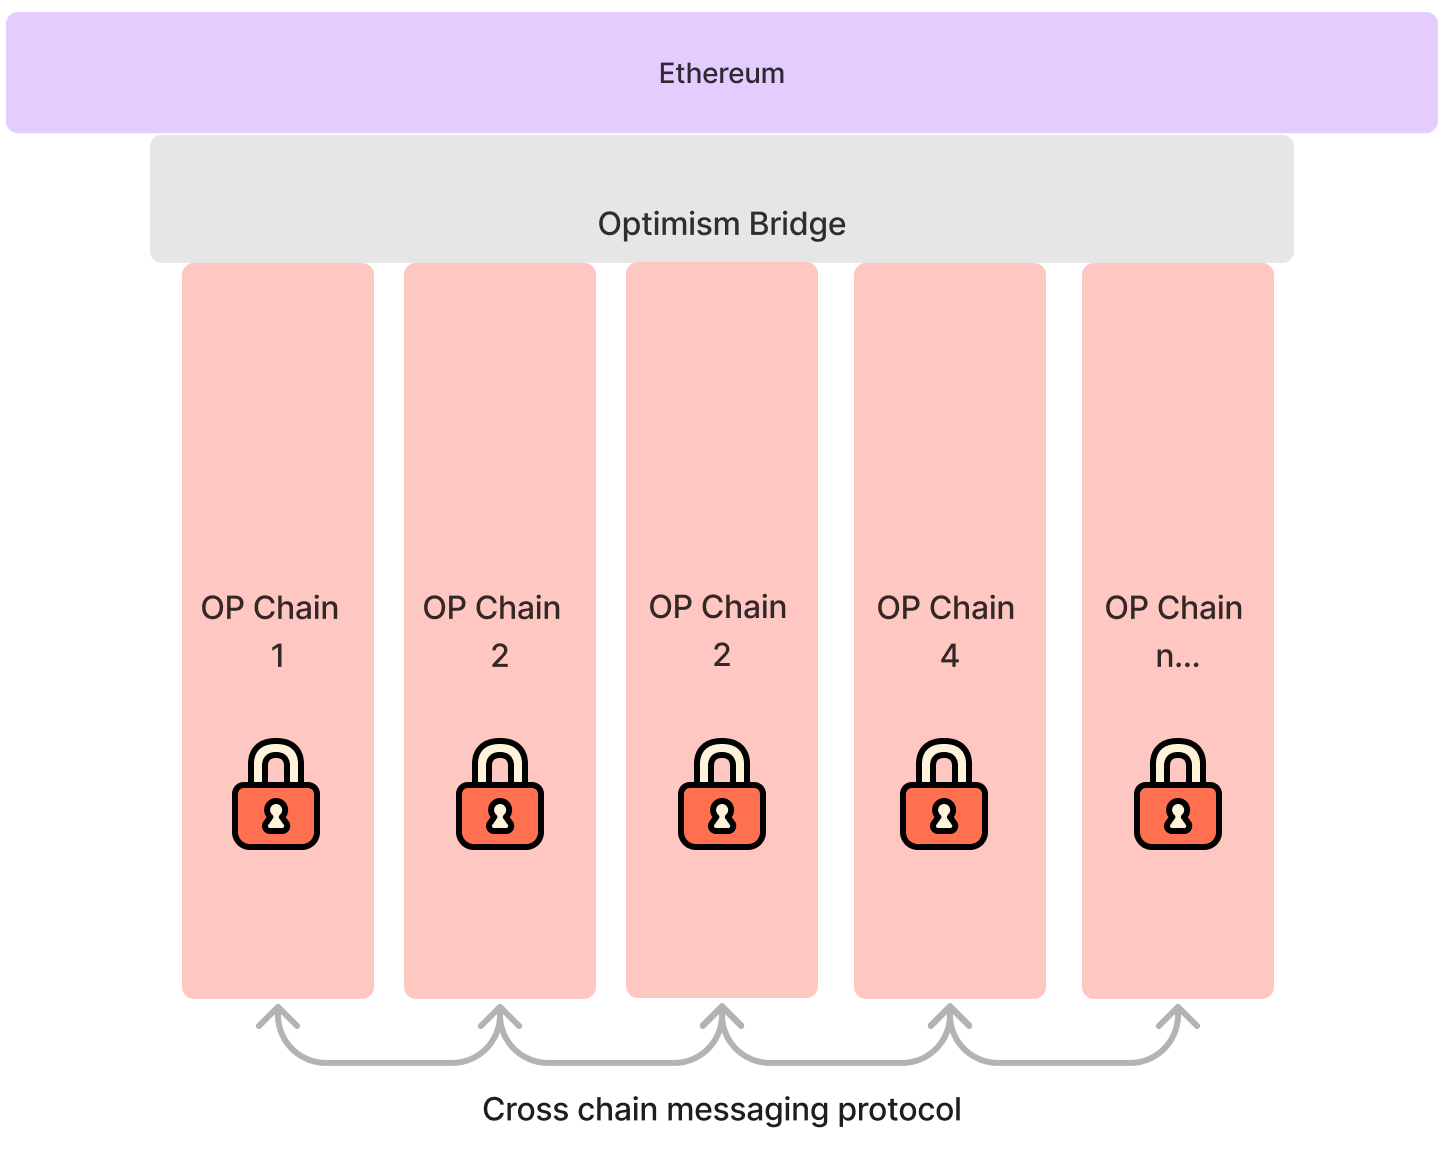 Ethereum
Optimism Bridge
OP Chain
1
OP Chain
2
OP Chain
2
OP Chain
4
OP Chain
n...
Cross chain messaging protocol